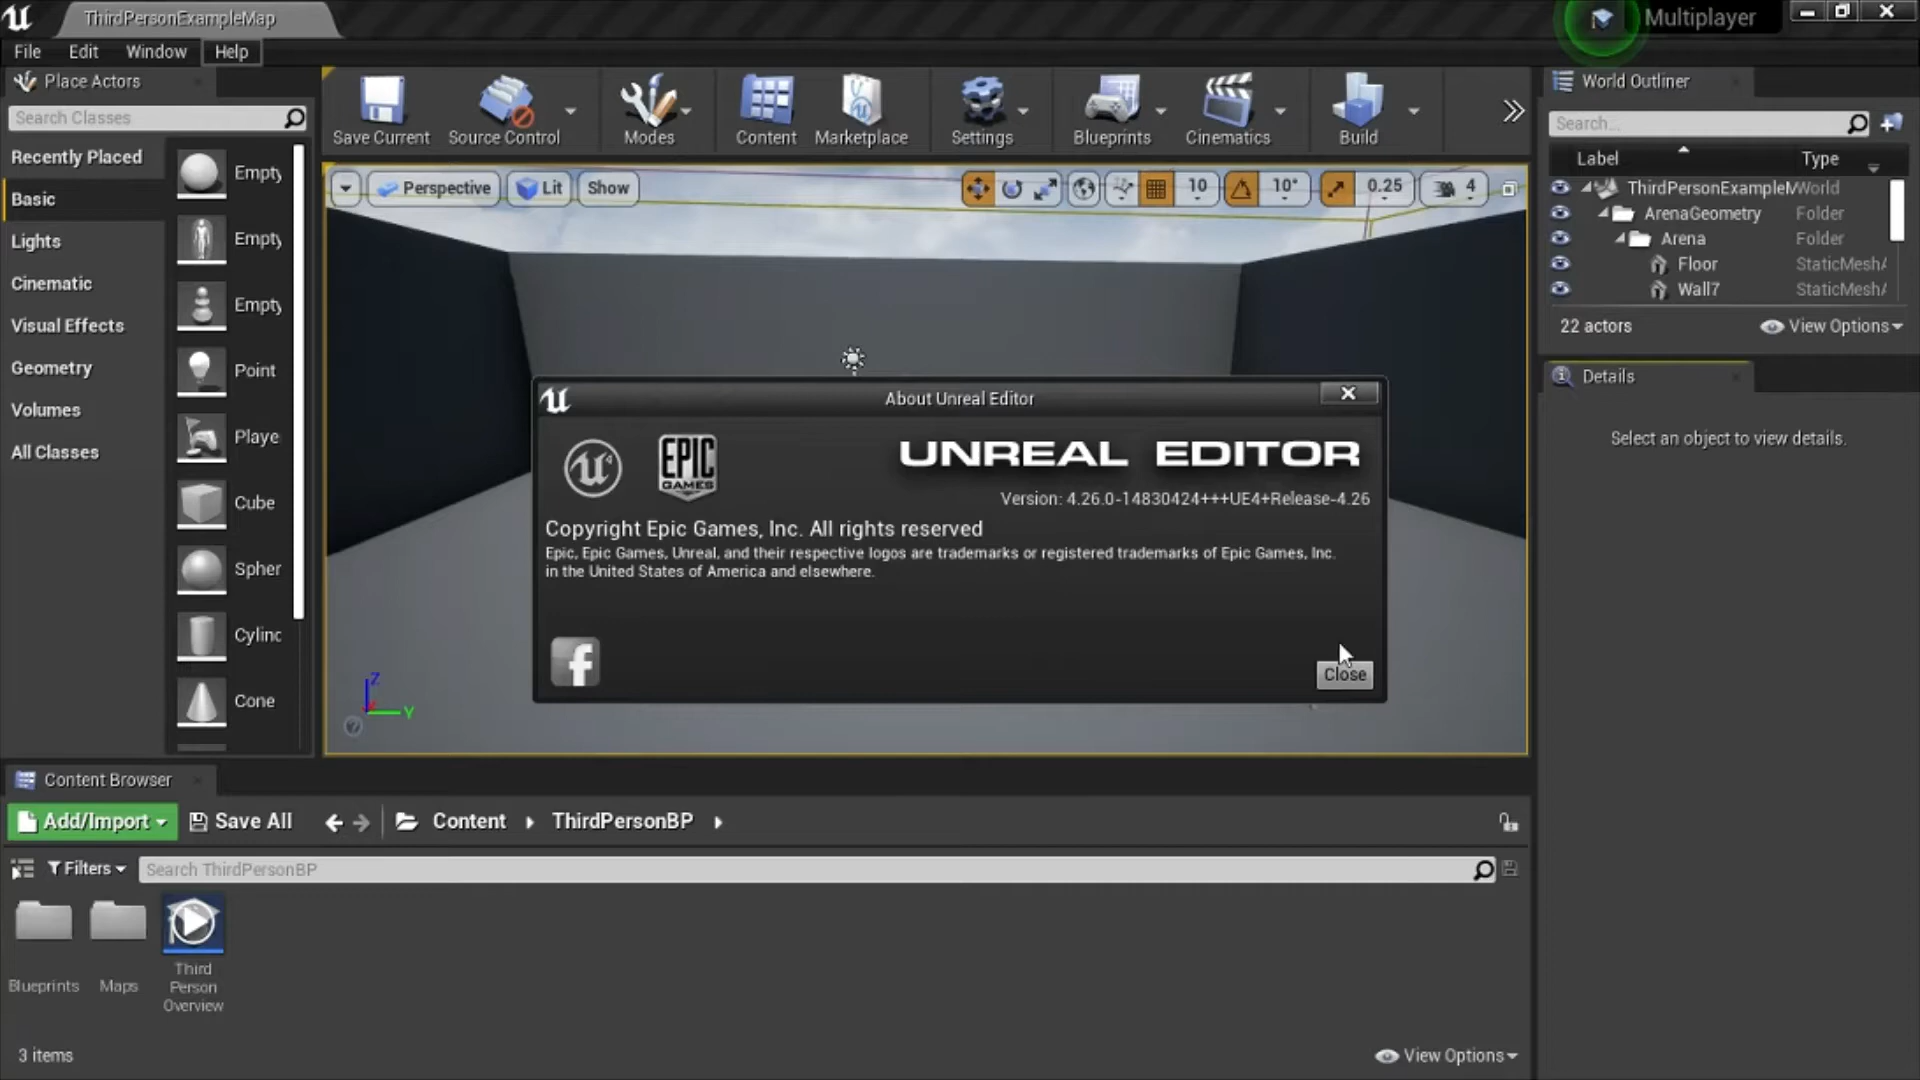 ThirdPersonExampleMap
Multiplayer
File Edit Window Help
Place Actors
Search Classes
Recently Placed
Basic
Lights
Cinematic
Visual Effects
Geometry
Volumes
All Classes
Empty
Empty
Empty
Point
Playe
Cube
Spher
Cylinc
Cone
Save Current
Source Control
Modes
Content
Marketplace
Settings
Blueprints
Cinematics
Build
Perspective
Lit
Show
10
10°
0.25
4
Z
Y
About Unreal Editor
EPIC GAMES
UNREAL EDITOR
Version: 4.26.0-14830424+++UE4+Release-4.26
Copyright Epic Games, Inc. All rights reserved
Epic, Epic Games, Unreal, and their respective logos are trademarks or registered trademarks of Epic Games, Inc.
in the United States of America and elsewhere.
Close
World Outliner
Search...
Label Type
ThirdPersonExampleM World
ArenaGeometry Folder
Arena Folder
Floor StaticMeshA
Wall7 StaticMeshA
22 actors
View Options
Details
Select an object to view details.
Content Browser
Add/Import
Save All
Content
ThirdPersonBP
Filters
Search ThirdPersonBP
Blueprints
Maps
Third
Person
Overview
3 items
View Options